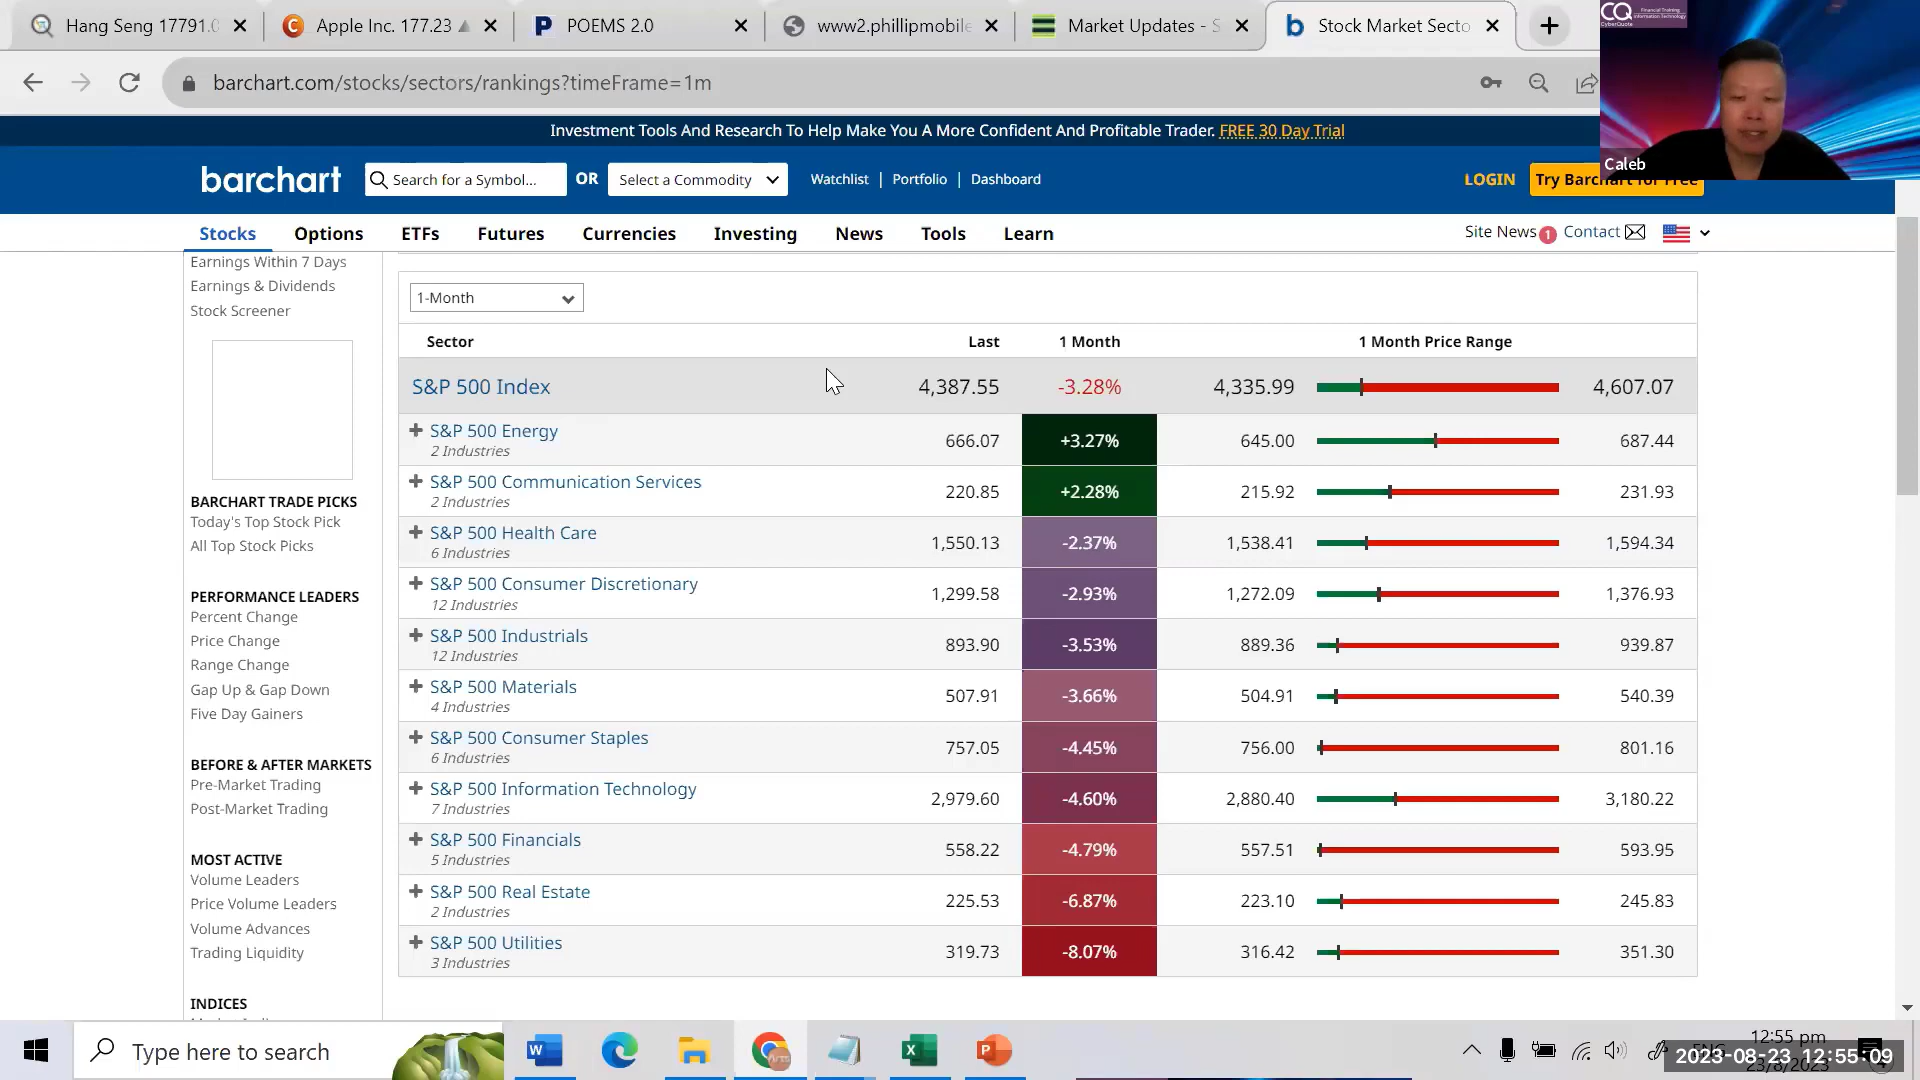 Hang Seng 17791.0
Apple Inc. 177.23
POEMS 2.0
www2.phillipmobile
Market Updates - S
Stock Market Secto
barchart.com/stocks/sectors/rankings?timeFrame=1m
CQ
Financial Training
Information Technology
CyberQuote
Caleb
Investment Tools And Research To Help Make You A More Confident And Profitable Trader. FREE 30 Day Trial
barchart
Search for a Symbol...
OR
Select a Commodity
Watchlist | Portfolio | Dashboard
LOGIN
Try Barchart for Free
Stocks Options ETFs Futures Currencies Investing News Tools Learn
Site News 1 Contact
Earnings Within 7 Days
Earnings & Dividends
Stock Screener
BARCHART TRADE PICKS
Today's Top Stock Pick
All Top Stock Picks
PERFORMANCE LEADERS
Percent Change
Price Change
Range Change
Gap Up & Gap Down
Five Day Gainers
BEFORE & AFTER MARKETS
Pre-Market Trading
Post-Market Trading
MOST ACTIVE
Volume Leaders
Price Volume Leaders
Volume Advances
Trading Liquidity
INDICES
1-Month
Sector Last 1 Month 1 Month Price Range
S&P 500 Index 4,387.55 -3.28% 4,335.99 4,607.07
S&P 500 Energy 666.07 +3.27% 645.00 687.44
2 Industries
S&P 500 Communication Services 220.85 +2.28% 215.92 231.93
2 Industries
S&P 500 Health Care 1,550.13 -2.37% 1,538.41 1,594.34
6 Industries
S&P 500 Consumer Discretionary 1,299.58 -2.93% 1,272.09 1,376.93
12 Industries
S&P 500 Industrials 893.90 -3.53% 889.36 939.87
12 Industries
S&P 500 Materials 507.91 -3.66% 504.91 540.39
4 Industries
S&P 500 Consumer Staples 757.05 -4.45% 756.00 801.16
6 Industries
S&P 500 Information Technology 2,979.60 -4.60% 2,880.40 3,180.22
7 Industries
S&P 500 Financials 558.22 -4.79% 557.51 593.95
5 Industries
S&P 500 Real Estate 225.53 -6.87% 223.10 245.83
2 Industries
S&P 500 Utilities 319.73 -8.07% 316.42 351.30
3 Industries
Type here to search
12:55 pm
2023-08-23 12:55:09